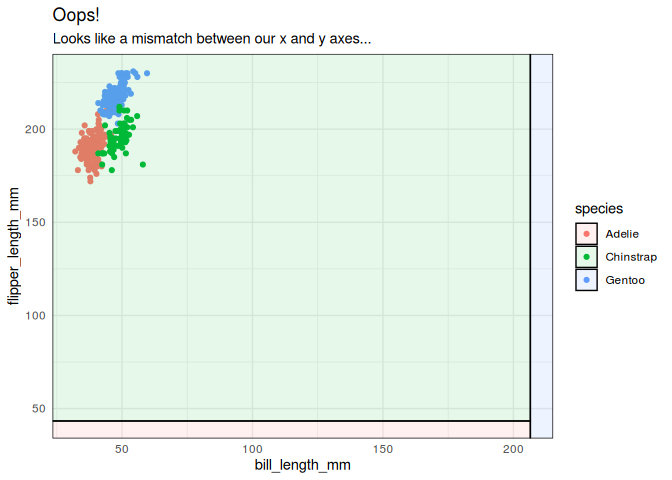 Oops!
Looks like a mismatch between our x and y axes...
flipper_length_mm
200
150
100
50
50 100 150 200
bill_length_mm
species
Adelie
Chinstrap
Gentoo